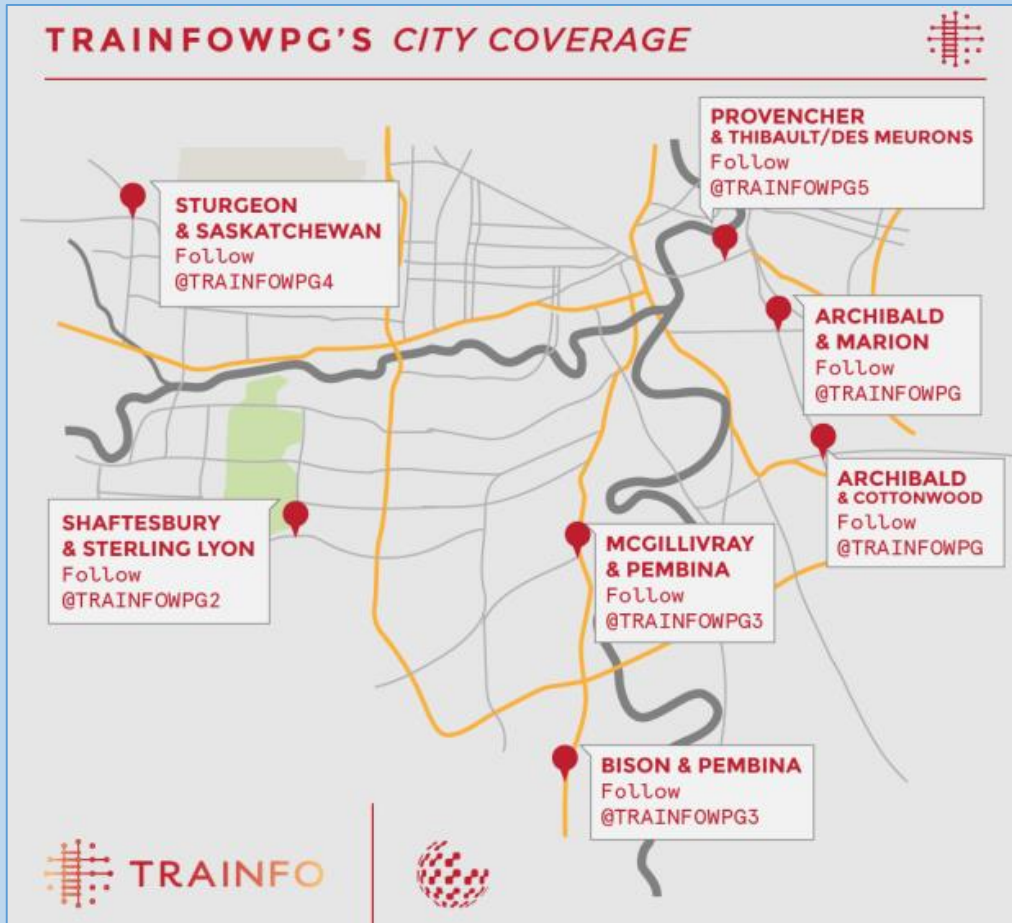 TRAINFOWPG'S CITY COVERAGE
PROVENCHER
& THIBAULT/DES MEURONS
Follow
@TRAINFOWPG5
STURGEON
& SASKATCHEWAN
Follow
@TRAINFOWPG4
ARCHIBALD
& MARION
Follow
@TRAINFOWPG
ARCHIBALD
& COTTONWOOD
Follow
@TRAINFOWPG
SHAFTESBURY
& STERLING LYON
Follow
@TRAINFOWPG2
MCGILLIVRAY
& PEMBINA
Follow
@TRAINFOWPG3
BISON & PEMBINA
Follow
@TRAINFOWPG3
TRAINFO